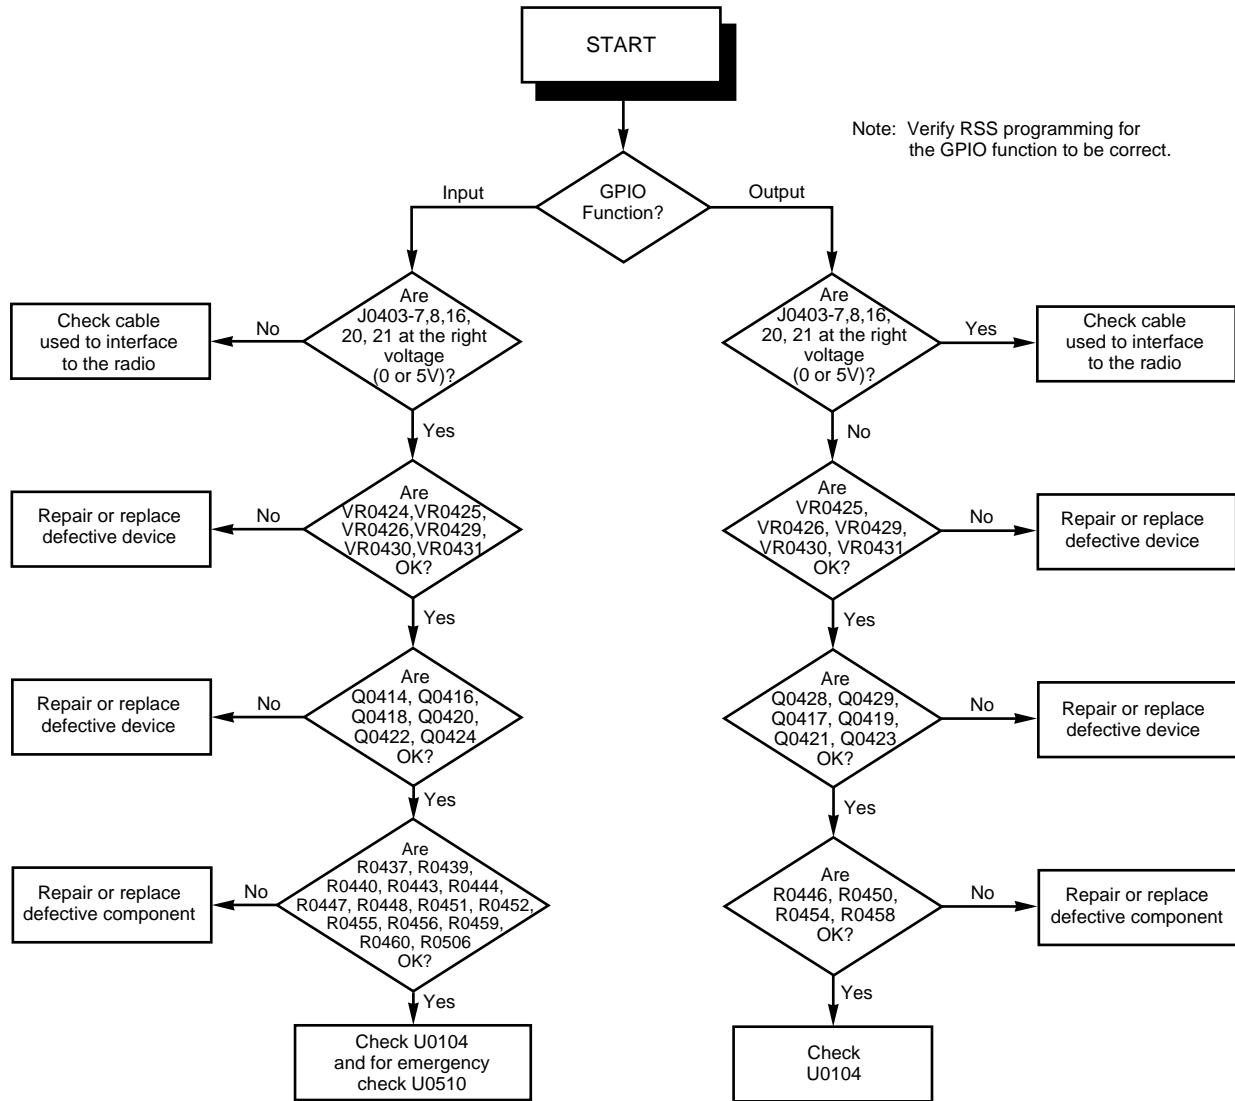 START
Note: Verify RSS programming for
the GPIO function to be correct.
Input
GPIO
Function?
Output
Are
J0403-7,8,16,
20, 21 at the right
voltage
(0 or 5V)?
No
Check cable
used to interface
to the radio
Yes
Are
VR0424,VR0425,
VR0426,VR0429,
VR0430,VR0431
OK?
No
Repair or replace
defective device
Yes
Are
Q0414, Q0416,
Q0418, Q0420,
Q0422, Q0424
OK?
No
Repair or replace
defective device
Yes
Are
R0437, R0439,
R0440, R0443, R0444,
R0447, R0448, R0451, R0452,
R0455, R0456, R0459,
R0460, R0506
OK?
No
Repair or replace
defective component
Yes
Check U0104
and for emergency
check U0510
Are
J0403-7,8,16,
20, 21 at the right
voltage
(0 or 5V)?
Yes
Check cable
used to interface
to the radio
No
Are
VR0425,
VR0426, VR0429,
VR0430, VR0431
OK?
No
Repair or replace
defective device
Yes
Are
Q0428, Q0429,
Q0417, Q0419,
Q0421, Q0423
OK?
No
Repair or replace
defective device
Yes
Are
R0446, R0450,
R0454, R0458
OK?
No
Repair or replace
defective component
Yes
Check
U0104